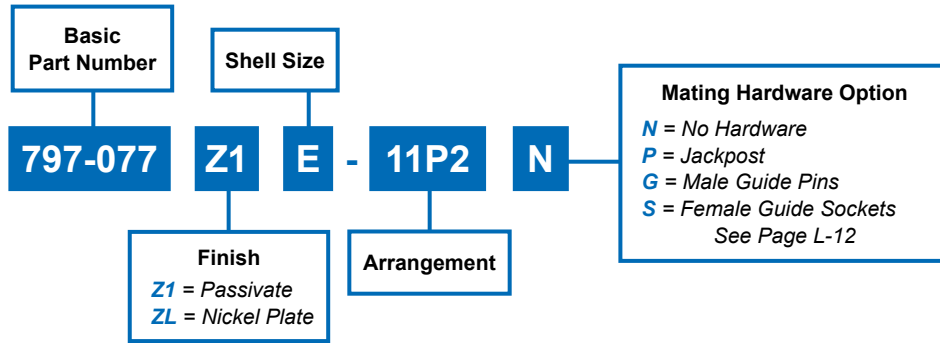 Basic
Part Number
Shell Size
797-077 Z1 E - 11P2 N
Finish
Z1 = Passivate
ZL = Nickel Plate
Arrangement
Mating Hardware Option
N = No Hardware
P = Jackpost
G = Male Guide Pins
S = Female Guide Sockets
See Page L-12